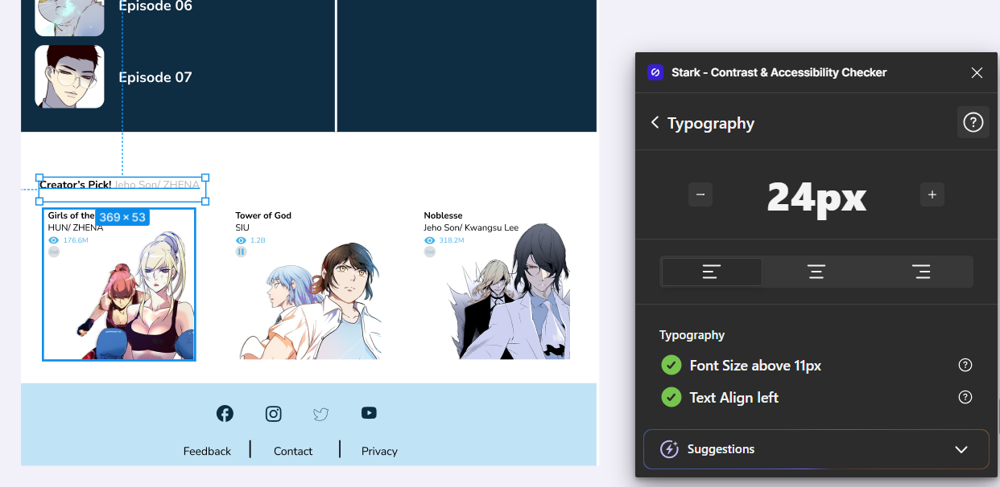 Episode 06
Episode 07
Creator's Pick! Jeho Son/ ZHENA
369 × 53
Girls of the
HUN/ ZHENA
176.6M
End
Tower of God
SIU
1.2B
Noblesse
Jeho Son/ Kwangsu Lee
318.2M
End
Feedback
Contact
Privacy
Stark - Contrast & Accessibility Checker
Typography
?
−
24px
+
Typography
Font Size above 11px
?
Text Align left
?
Suggestions